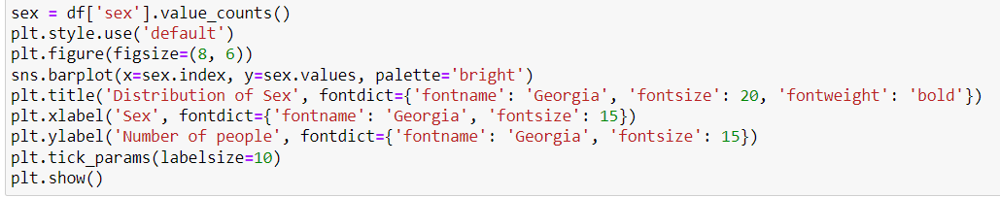 sex = df['sex'].value_counts()
plt.style.use('default')
plt.figure(figsize=(8, 6))
sns.barplot(x=sex.index, y=sex.values, palette='bright')
plt.title('Distribution of Sex', fontdict={'fontname': 'Georgia', 'fontsize': 20, 'fontweight': 'bold'})
plt.xlabel('Sex', fontdict={'fontname': 'Georgia', 'fontsize': 15})
plt.ylabel('Number of people', fontdict={'fontname': 'Georgia', 'fontsize': 15})
plt.tick_params(labelsize=10)
plt.show()